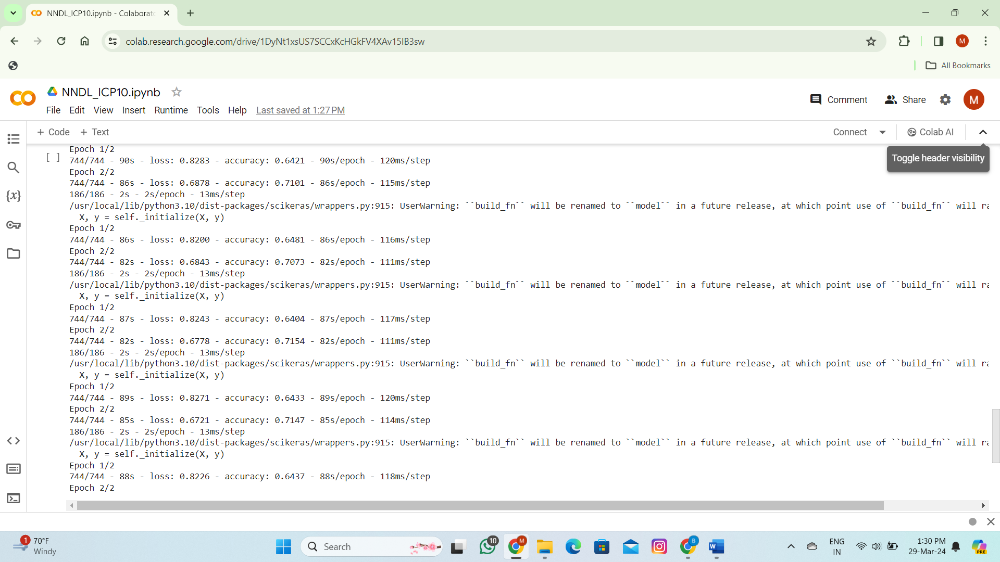 NNDL_ICP10.ipynb - Colaborato
colab.research.google.com/drive/1DyNt1xsUS7SCCxKcHGkFV4XAv15IB3sw
M
All Bookmarks
NNDL_ICP10.ipynb
File Edit View Insert Runtime Tools Help Last saved at 1:27 PM
Comment Share M
+ Code + Text
Connect Colab AI
Toggle header visibility
[ ]
Epoch 1/2
744/744 - 90s - loss: 0.8283 - accuracy: 0.6421 - 90s/epoch - 120ms/step
Epoch 2/2
744/744 - 86s - loss: 0.6878 - accuracy: 0.7101 - 86s/epoch - 115ms/step
186/186 - 2s - 2s/epoch - 13ms/step
/usr/local/lib/python3.10/dist-packages/scikeras/wrappers.py:915: UserWarning: ``build_fn`` will be renamed to ``model`` in a future release, at which point use of ``build_fn`` will ra
X, y = self._initialize(X, y)
Epoch 1/2
744/744 - 86s - loss: 0.8200 - accuracy: 0.6481 - 86s/epoch - 116ms/step
Epoch 2/2
744/744 - 82s - loss: 0.6843 - accuracy: 0.7073 - 82s/epoch - 111ms/step
186/186 - 2s - 2s/epoch - 13ms/step
/usr/local/lib/python3.10/dist-packages/scikeras/wrappers.py:915: UserWarning: ``build_fn`` will be renamed to ``model`` in a future release, at which point use of ``build_fn`` will ra
X, y = self._initialize(X, y)
Epoch 1/2
744/744 - 87s - loss: 0.8243 - accuracy: 0.6404 - 87s/epoch - 117ms/step
Epoch 2/2
744/744 - 82s - loss: 0.6778 - accuracy: 0.7154 - 82s/epoch - 111ms/step
186/186 - 2s - 2s/epoch - 13ms/step
/usr/local/lib/python3.10/dist-packages/scikeras/wrappers.py:915: UserWarning: ``build_fn`` will be renamed to ``model`` in a future release, at which point use of ``build_fn`` will ra
X, y = self._initialize(X, y)
Epoch 1/2
744/744 - 89s - loss: 0.8271 - accuracy: 0.6433 - 89s/epoch - 120ms/step
Epoch 2/2
744/744 - 85s - loss: 0.6721 - accuracy: 0.7147 - 85s/epoch - 114ms/step
186/186 - 2s - 2s/epoch - 13ms/step
/usr/local/lib/python3.10/dist-packages/scikeras/wrappers.py:915: UserWarning: ``build_fn`` will be renamed to ``model`` in a future release, at which point use of ``build_fn`` will ra
X, y = self._initialize(X, y)
Epoch 1/2
744/744 - 88s - loss: 0.8226 - accuracy: 0.6437 - 88s/epoch - 118ms/step
Epoch 2/2
1
70°F
Windy
Search
10
M
B
W
ENG
IN
1:30 PM
29-Mar-24
PRE